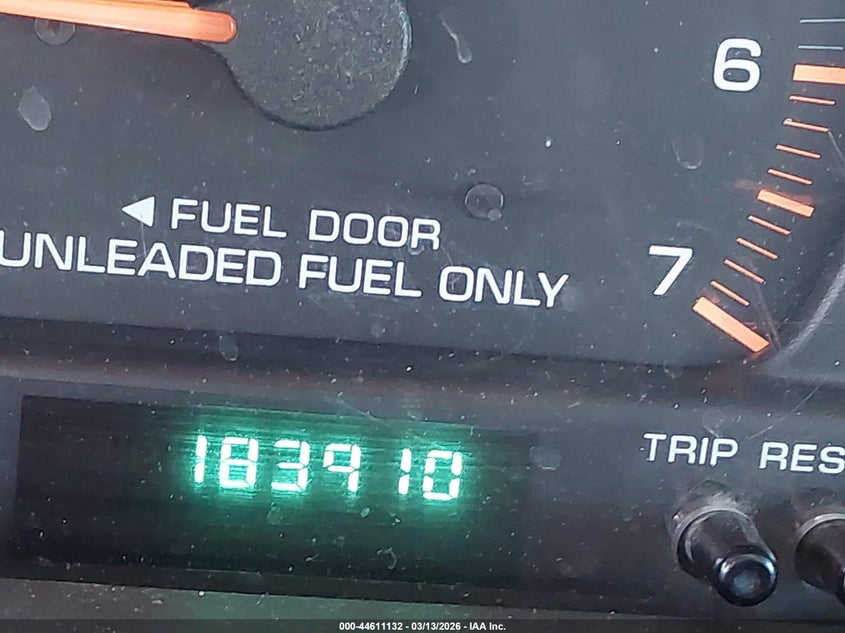 6
◀ FUEL DOOR
UNLEADED FUEL ONLY
7
183910
TRIP RES
000-44611132 - 03/13/2026 - IAA Inc.